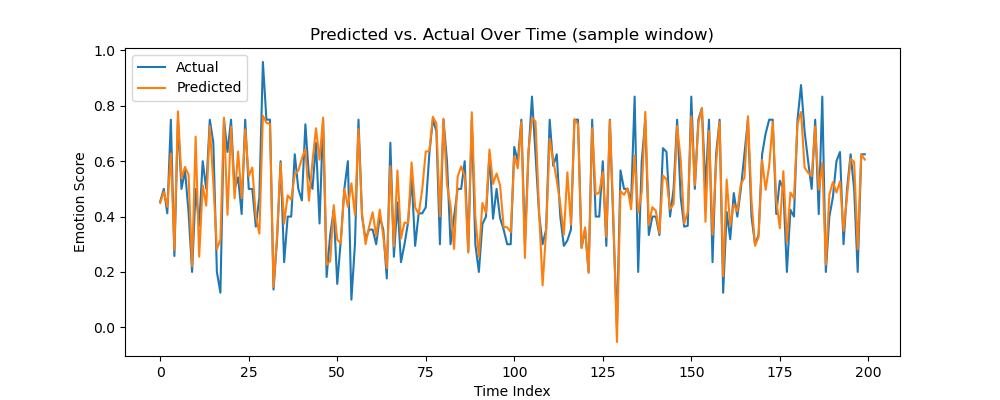 Predicted vs. Actual Over Time (sample window)
Actual
Predicted
Emotion Score
1.0
0.8
0.6
0.4
0.2
0.0
0 25 50 75 100 125 150 175 200
Time Index